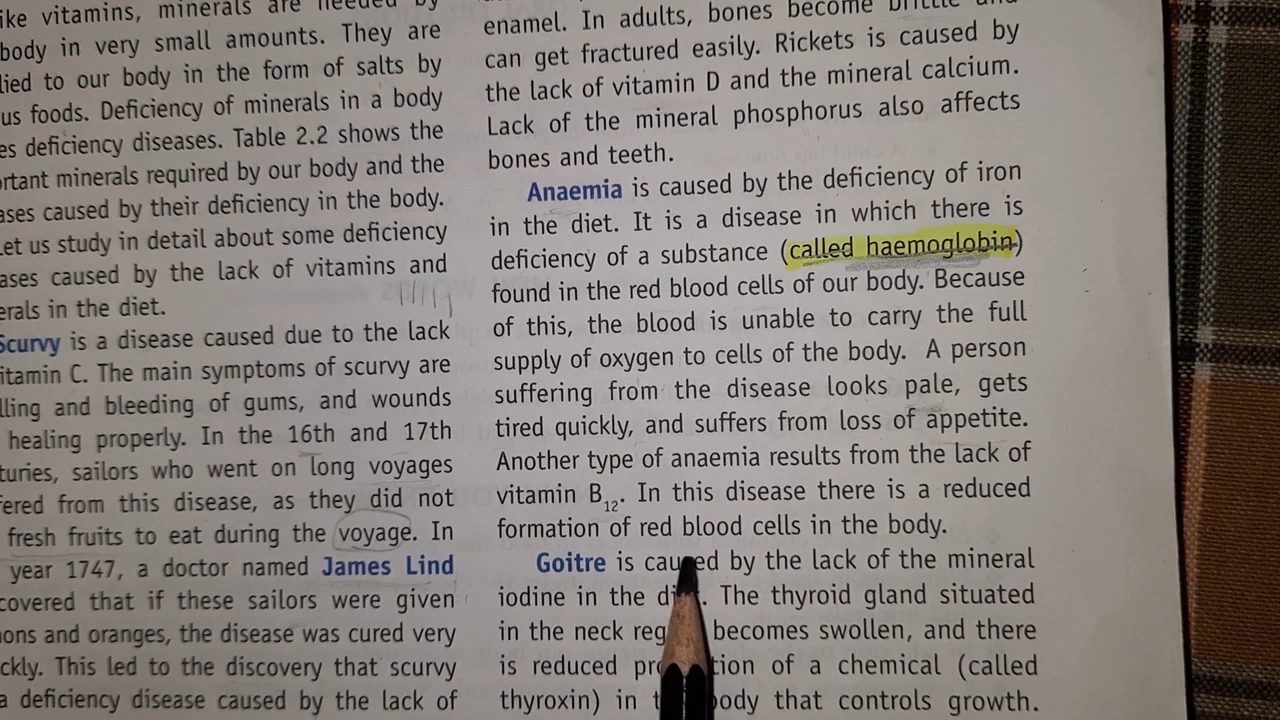 ike vitamins, minerals are needed by
body in very small amounts. They are
lied to our body in the form of salts by
us foods. Deficiency of minerals in a body
es deficiency diseases. Table 2.2 shows the
rtant minerals required by our body and the
ases caused by their deficiency in the body.
et us study in detail about some deficiency
ases caused by the lack of vitamins and
erals in the diet.
Scurvy is a disease caused due to the lack
itamin C. The main symptoms of scurvy are
lling and bleeding of gums, and wounds
healing properly. In the 16th and 17th
turies, sailors who went on long voyages
fered from this disease, as they did not
fresh fruits to eat during the voyage. In
year 1747, a doctor named James Lind
covered that if these sailors were given
ons and oranges, the disease was cured very
ckly. This led to the discovery that scurvy
a deficiency disease caused by the lack of
enamel. In adults, bones become brittle and
can get fractured easily. Rickets is caused by
the lack of vitamin D and the mineral calcium.
Lack of the mineral phosphorus also affects
bones and teeth.
Anaemia is caused by the deficiency of iron
in the diet. It is a disease in which there is
deficiency of a substance (called haemoglobin)
found in the red blood cells of our body. Because
of this, the blood is unable to carry the full
supply of oxygen to cells of the body. A person
suffering from the disease looks pale, gets
tired quickly, and suffers from loss of appetite.
Another type of anaemia results from the lack of
vitamin B₁₂. In this disease there is a reduced
formation of red blood cells in the body.
Goitre is caused by the lack of the mineral
iodine in the . The thyroid gland situated
in the neck becomes swollen, and there
is reduced of a chemical (called
thyroxin) in body that controls growth.